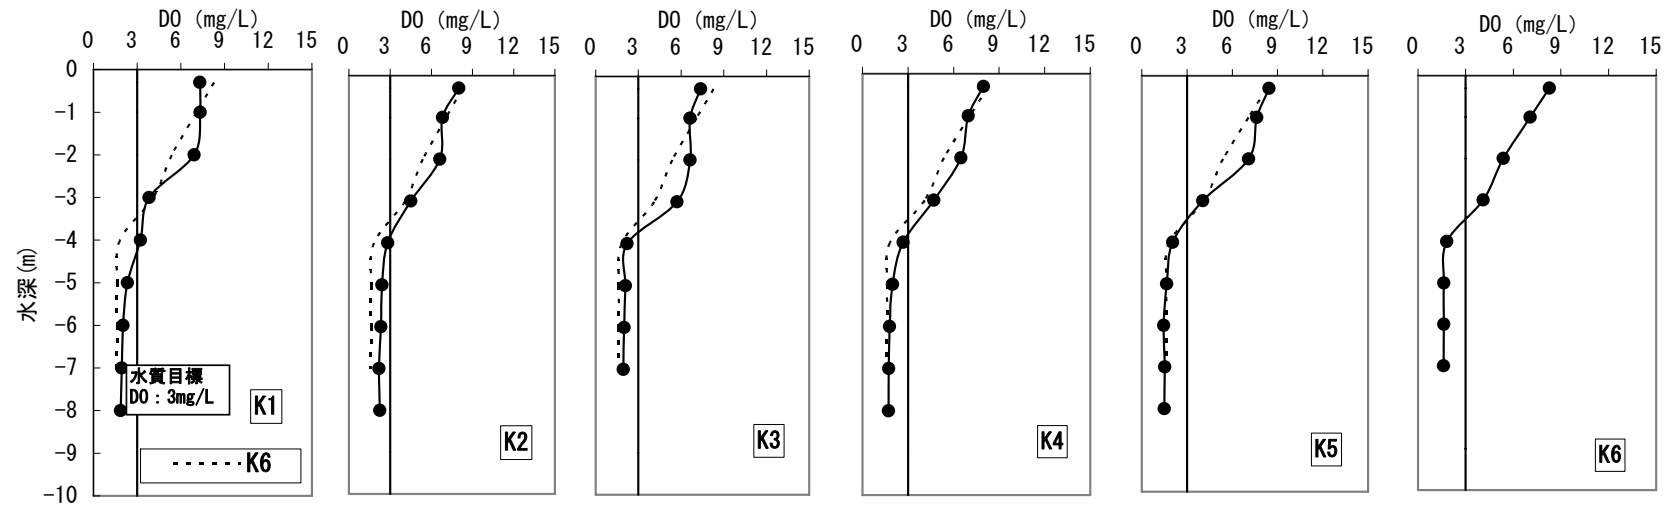 DO (mg/L)
0 3 6 9 12 15
DO (mg/L)
0 3 6 9 12 15
DO (mg/L)
0 3 6 9 12 15
DO (mg/L)
0 3 6 9 12 15
DO (mg/L)
0 3 6 9 12 15
DO (mg/L)
0 3 6 9 12 15
水深(m)
0
-1
-2
-3
-4
-5
-6
-7
-8
-9
-10
水質目標
DO：3mg/L
K1
K6
K2
K3
K4
K5
K6